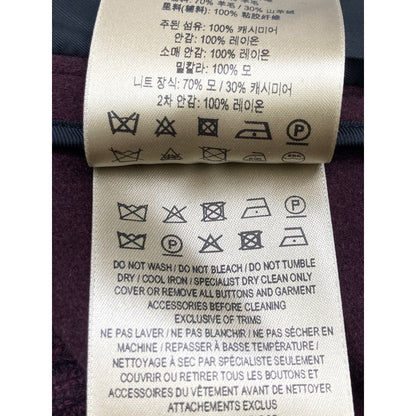 70% 羊毛 / 30% 山羊绒
里料(辅料) 100% 粘胶纤维
주된 섬유: 100% 캐시미어
안감: 100% 레이온
소매 안감: 100% 레이온
밑칼라: 100% 모
니트 장식: 70% 모 / 30% 캐시미어
2차 안감: 100% 레이온
P
P
DO NOT WASH / DO NOT BLEACH / DO NOT TUMBLE
DRY / COOL IRON / SPECIALIST DRY CLEAN ONLY
COVER OR REMOVE ALL BUTTONS AND GARMENT
ACCESSORIES BEFORE CLEANING
EXCLUSIVE OF TRIMS
NE PAS LAVER / NE PAS BLANCHIR / NE PAS SÉCHER EN
MACHINE / REPASSER À BASSE TEMPÉRATURE /
NETTOYAGE À SEC PAR SPÉCIALISTE SEULEMENT
COUVRIR OU RETIRER TOUS LES BOUTONS ET
ACCESSOIRES DU VÊTEMENT AVANT DE NETTOYER
ATTACHEMENTS EXCLUS